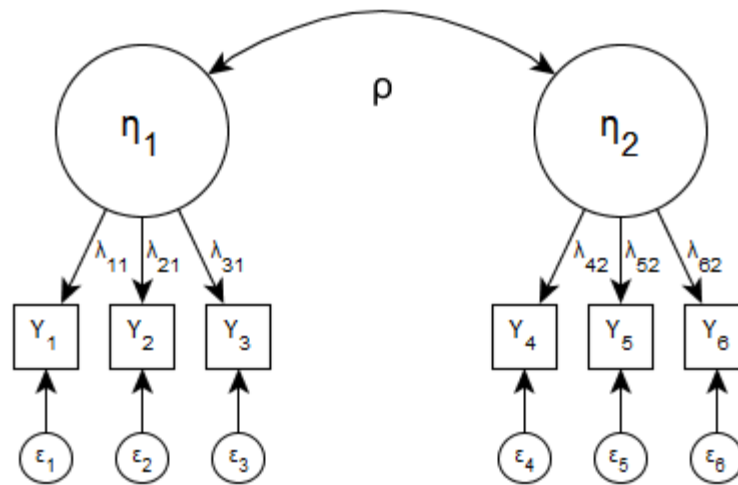 ρ
η₁ η₂
λ₁₁ λ₂₁ λ₃₁ λ₄₂ λ₅₂ λ₆₂
Y₁ Y₂ Y₃ Y₄ Y₅ Y₆
ε₁ ε₂ ε₃ ε₄ ε₅ ε₆